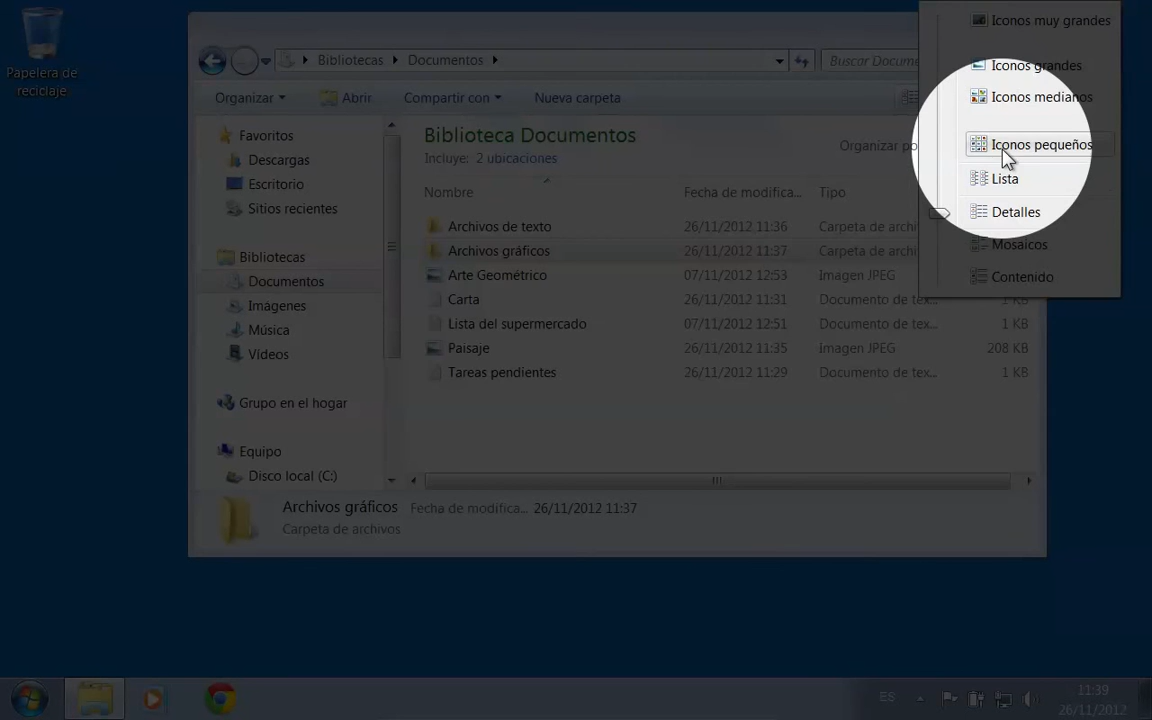 Papelera de
reciclaje
Bibliotecas
Documentos
Buscar Docume
Organizar
Abrir
Compartir con
Nueva carpeta
Favoritos
Descargas
Escritorio
Sitios recientes
Bibliotecas
Documentos
Imágenes
Música
Vídeos
Grupo en el hogar
Equipo
Disco local (C:)
Biblioteca Documentos
Incluye: 2 ubicaciones
Organizar po
Nombre Fecha de modifica... Tipo
Archivos de texto 26/11/2012 11:36 Carpeta de archi
Archivos gráficos 26/11/2012 11:37 Carpeta de archi
Arte Geométrico 07/11/2012 12:53 Imagen JPEG
Carta 26/11/2012 11:31 Documento de tex... 1 KB
Lista del supermercado 07/11/2012 12:51 Documento de tex... 1 KB
Paisaje 26/11/2012 11:35 Imagen JPEG 208 KB
Tareas pendientes 26/11/2012 11:29 Documento de tex... 1 KB
Archivos gráficos Fecha de modifica... 26/11/2012 11:37
Carpeta de archivos
Iconos muy grandes
Iconos grandes
Iconos medianos
Iconos pequeños
Lista
Detalles
Mosaicos
Contenido
ES
11:39
26/11/2012